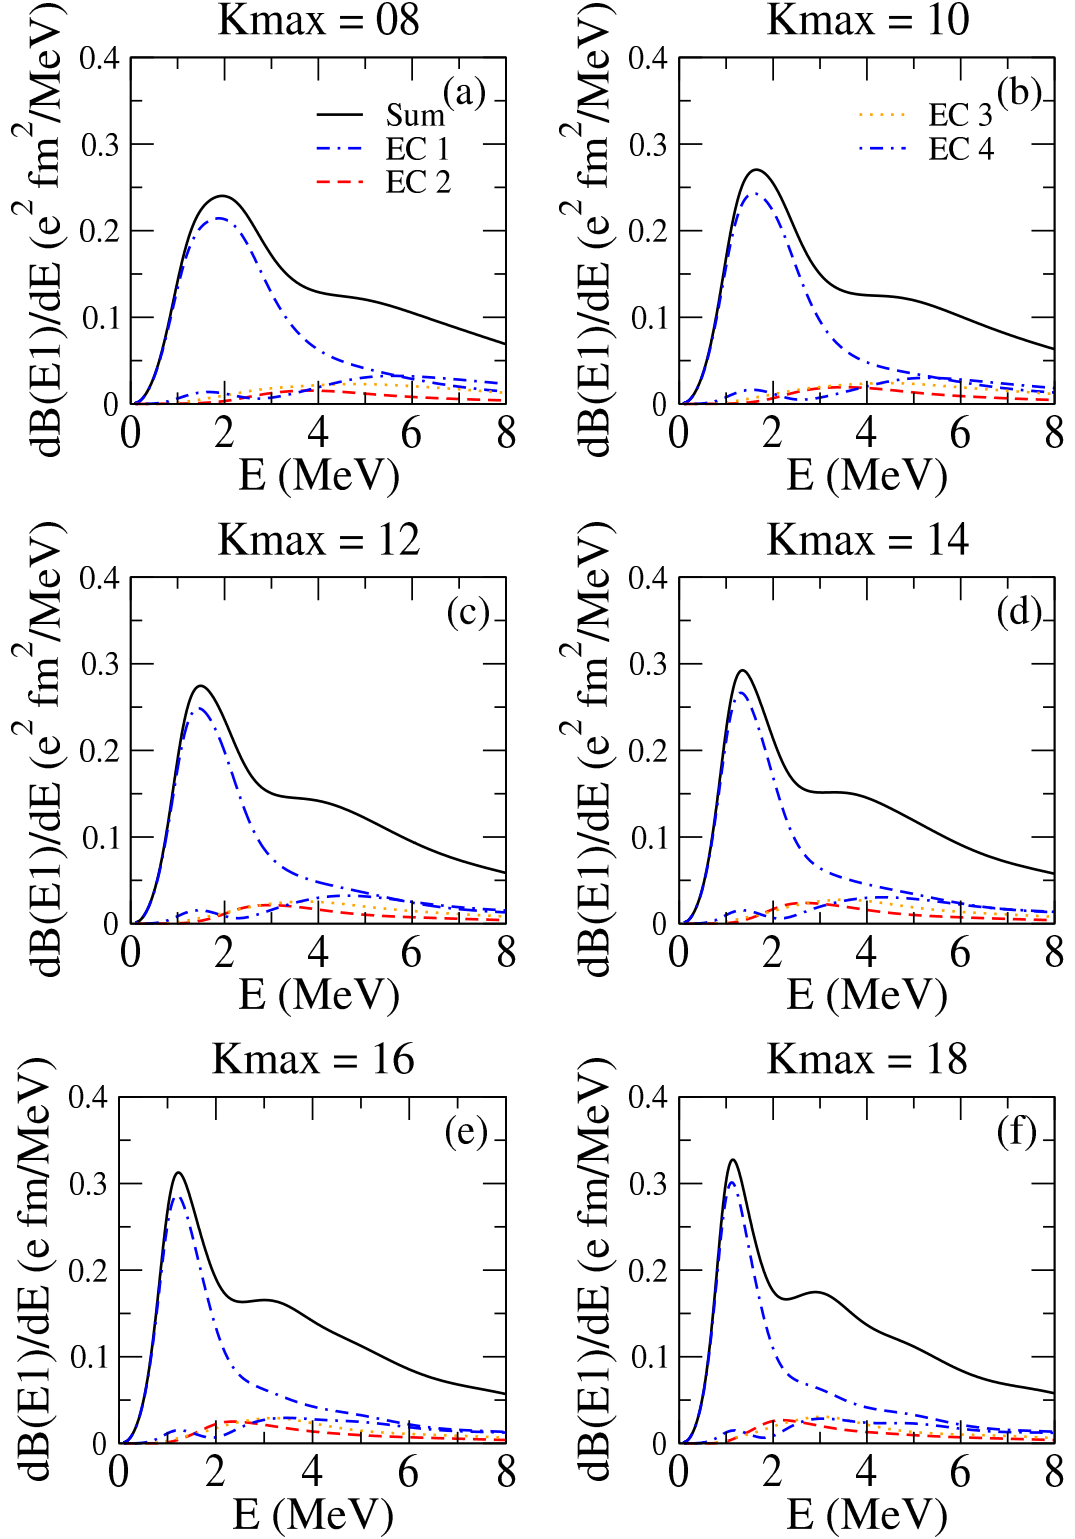 Kmax = 08
dB(E1)/dE (e² fm²/MeV)
0.4
0.3
0.2
0.1
0
(a)
Sum
EC 1
EC 2
0 2 4 6 8
E (MeV)
Kmax = 10
dB(E1)/dE (e² fm²/MeV)
0.4
0.3
0.2
0.1
0
(b)
EC 3
EC 4
0 2 4 6 8
E (MeV)
Kmax = 12
dB(E1)/dE (e² fm²/MeV)
0.4
0.3
0.2
0.1
0
(c)
0 2 4 6 8
E (MeV)
Kmax = 14
dB(E1)/dE (e² fm²/MeV)
0.4
0.3
0.2
0.1
0
(d)
0 2 4 6 8
E (MeV)
Kmax = 16
dB(E1)/dE (e fm/MeV)
0.4
0.3
0.2
0.1
0
(e)
0 2 4 6 8
E (MeV)
Kmax = 18
dB(E1)/dE (e fm/MeV)
0.4
0.3
0.2
0.1
0
(f)
0 2 4 6 8
E (MeV)